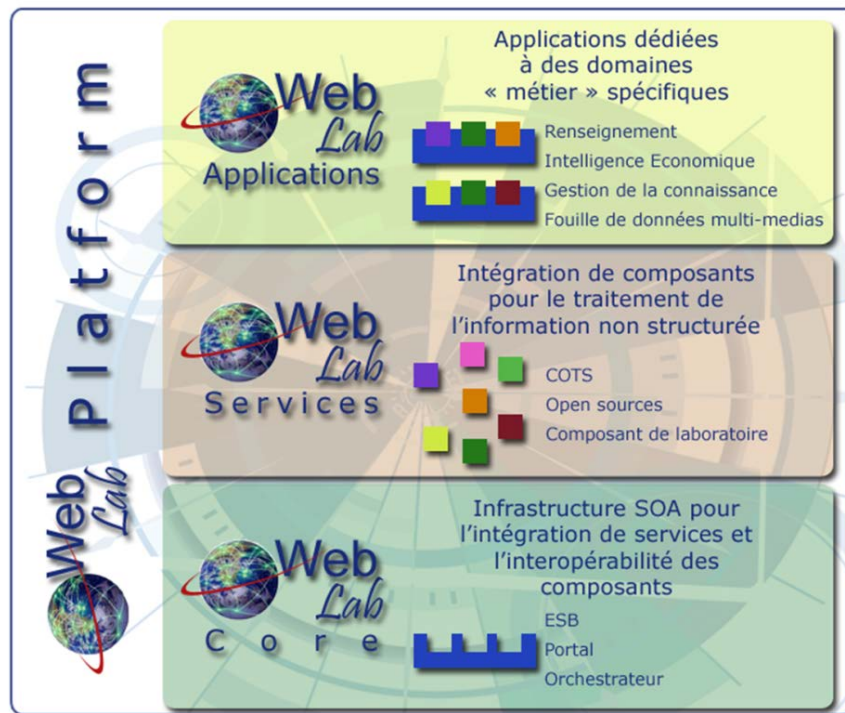 WebLab Platform
Web
Lab
Applications
Applications dédiées
à des domaines
« métier » spécifiques
Renseignement
Intelligence Economique
Gestion de la connaissance
Fouille de données multi-medias
Web
Lab
Services
Intégration de composants
pour le traitement de
l'information non structurée
COTS
Open sources
Composant de laboratoire
Web
Lab
Core
Infrastructure SOA pour
l'intégration de services et
l'interopérabilité des
composants
ESB
Portal
Orchestrateur